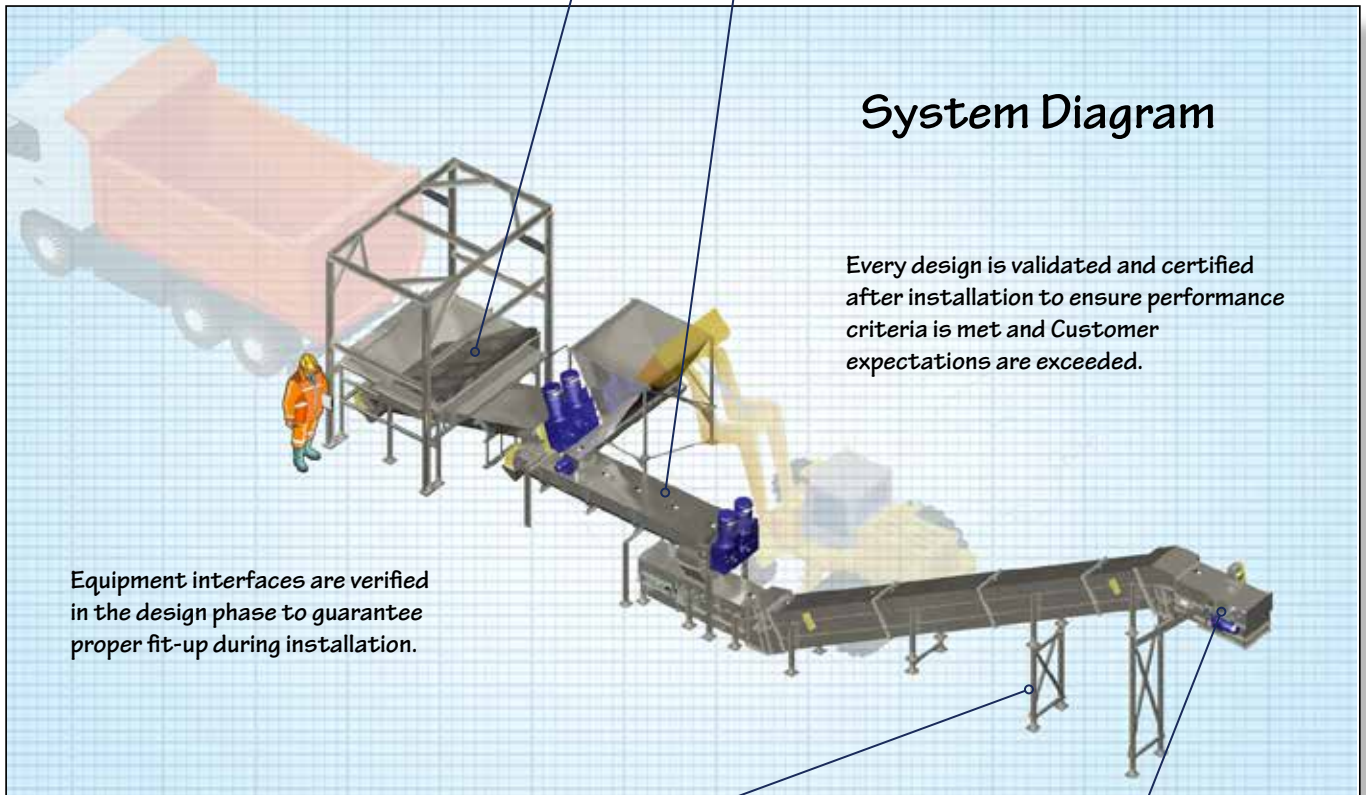 System Diagram
Every design is validated and certified
after installation to ensure performance
criteria is met and Customer
expectations are exceeded.
Equipment interfaces are verified
in the design phase to guarantee
proper fit-up during installation.